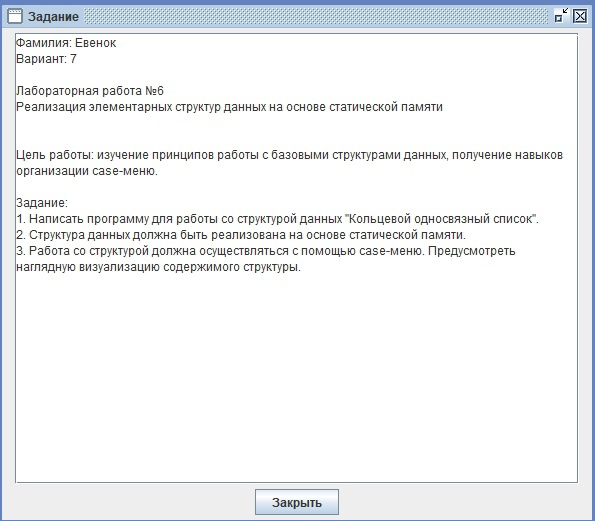 Задание
Фамилия: Евенок
Вариант: 7
Лабораторная работа №6
Реализация элементарных структур данных на основе статической памяти
Цель работы: изучение принципов работы с базовыми структурами данных, получение навыков
организации case-меню.
Задание:
1. Написать программу для работы со структурой данных "Кольцевой односвязный список".
2. Структура данных должна быть реализована на основе статической памяти.
3. Работа со структурой должна осуществляться с помощью case-меню. Предусмотреть
наглядную визуализацию содержимого структуры.
Закрыть